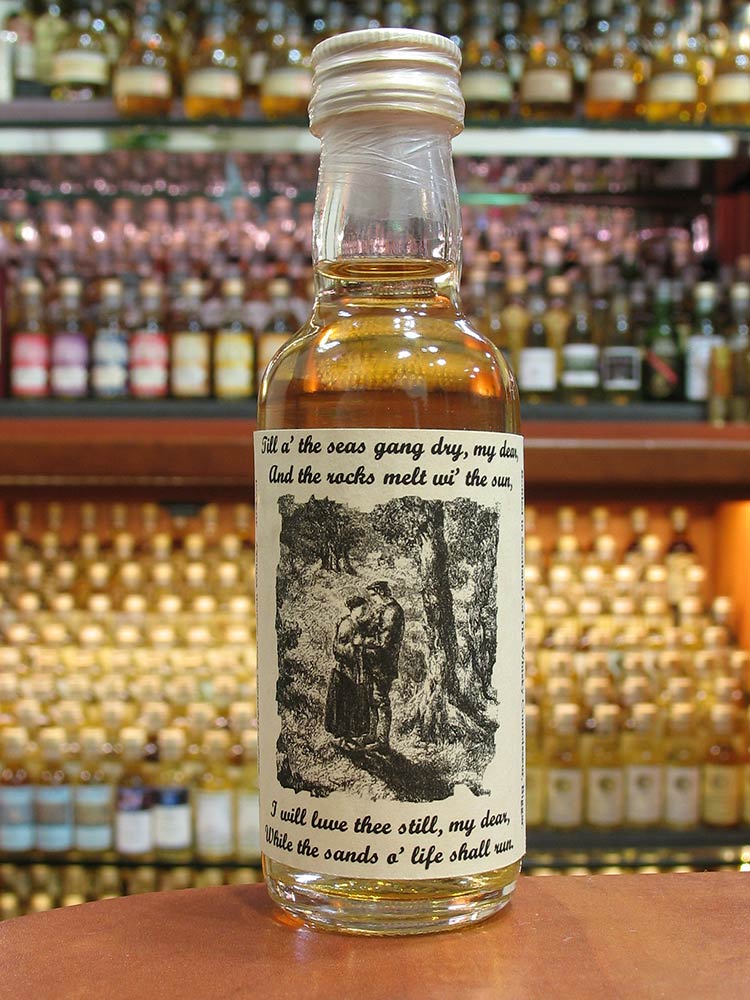 Till a' the seas gang dry, my dear,
And the rocks melt wi' the sun,
I will luve thee still, my dear,
While the sands o' life shall run.